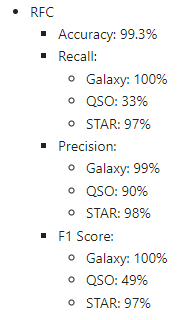 RFC
Accuracy: 99.3%
Recall:
Galaxy: 100%
QSO: 33%
STAR: 97%
Precision:
Galaxy: 99%
QSO: 90%
STAR: 98%
F1 Score:
Galaxy: 100%
QSO: 49%
STAR: 97%